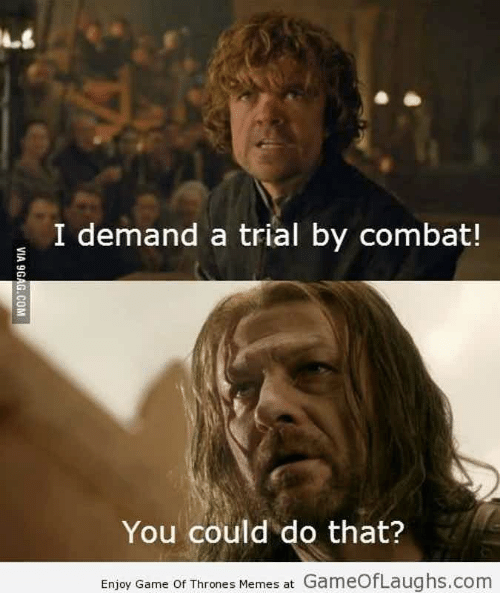 I demand a trial by combat!
VIA 9GAG.COM
You could do that?
Enjoy Game Of Thrones Memes at GameOfLaughs.com